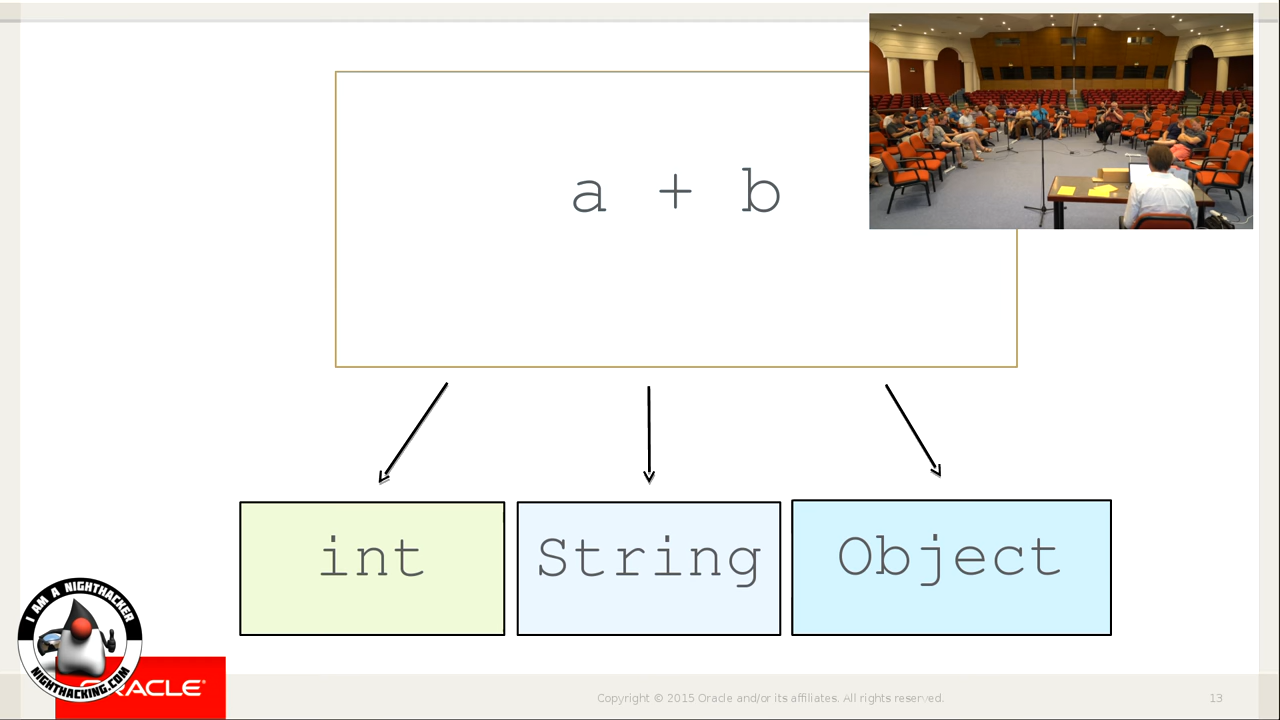 a + b
int
String
Object
I AM A NIGHTHACKER
NIGHTHACKING.COM
ORACLE®
Copyright © 2015 Oracle and/or its affiliates. All rights reserved.
13